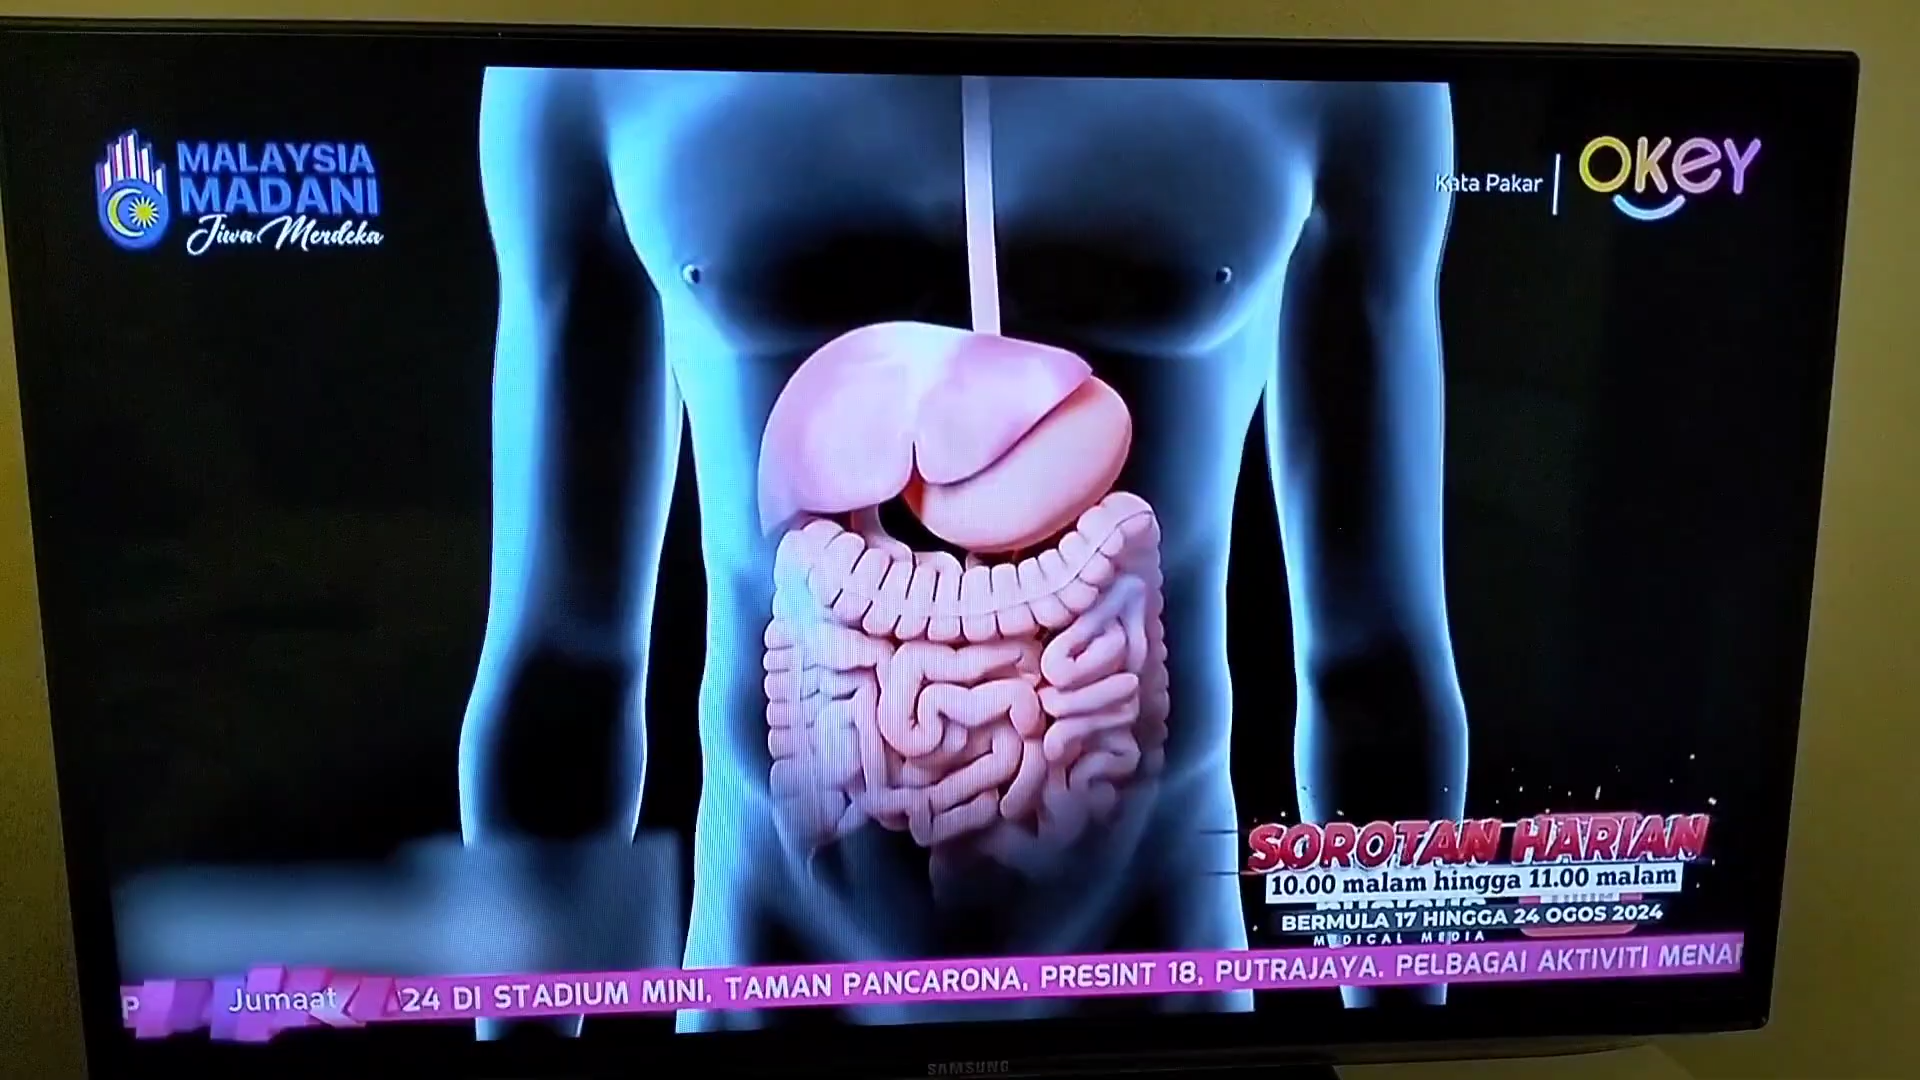 MALAYSIA
MADANI
Jiwa Merdeka
Kata Pakar
OKEY
SOROTAN HARIAN
10.00 malam hingga 11.00 malam
BERMULA 17 HINGGA 24 OGOS 2024
MEDICAL MEDIA
P
Jumaat
24 DI STADIUM MINI, TAMAN PANCARONA, PRESINT 18, PUTRAJAYA. PELBAGAI AKTIVITI MENA
SAMSUNG